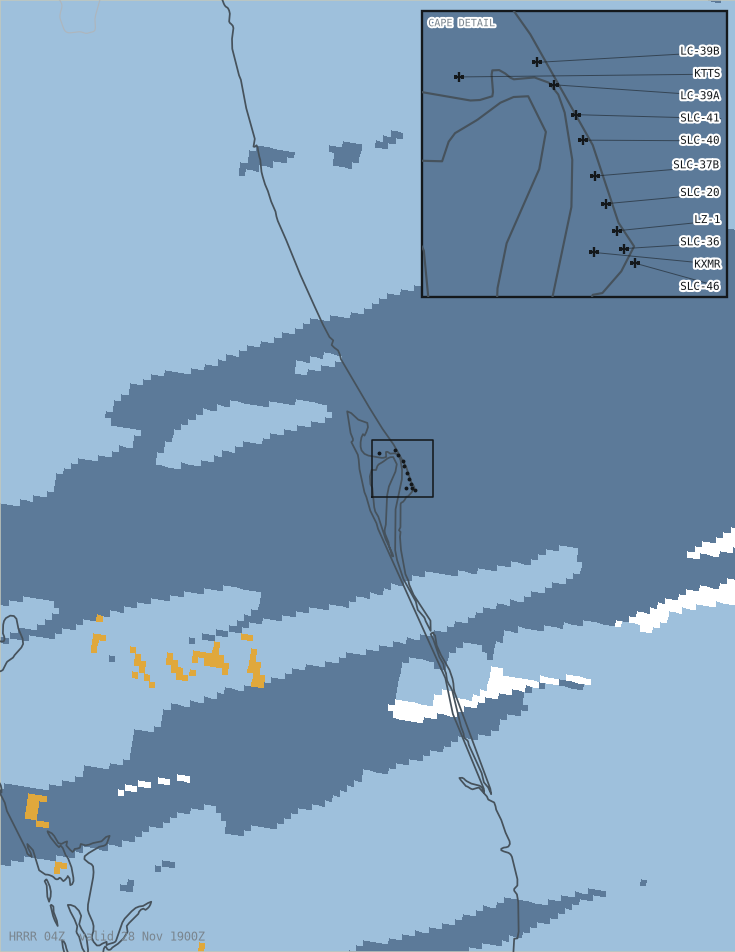 CAPE DETAIL
LC-39B
KTTS
LC-39A
SLC-41
SLC-40
SLC-37B
SLC-20
LZ-1
SLC-36
KXMR
SLC-46
HRRR 04Z valid 28 Nov 1900Z